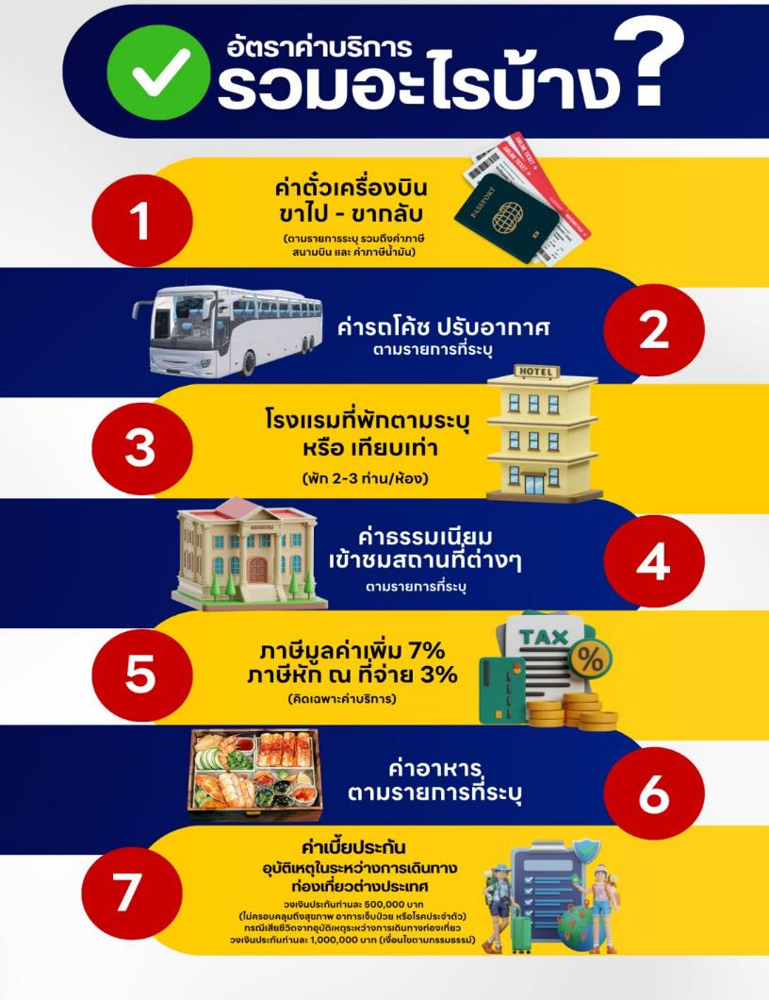 อัตราค่าบริการ
รวมอะไรบ้าง?
1
ค่าตั๋วเครื่องบิน
ขาไป - ขากลับ
(ตามรายการระบุ รวมถึงค่าภาษี
สนามบิน และ ค่าภาษีน้ำมัน)
PASSPORT
AIRLINE TICKET
AIRLINE TICKET
ค่ารถโค้ช ปรับอากาศ
ตามรายการที่ระบุ
2
3
โรงแรมที่พักตามระบุ
หรือ เทียบเท่า
(พัก 2-3 ท่าน/ห้อง)
HOTEL
ค่าธรรมเนียม
เข้าชมสถานที่ต่างๆ
ตามรายการที่ระบุ
4
5
ภาษีมูลค่าเพิ่ม 7%
ภาษีหัก ณ ที่จ่าย 3%
(คิดเฉพาะค่าบริการ)
TAX
%
ค่าอาหาร
ตามรายการที่ระบุ
6
7
ค่าเบี้ยประกัน
อุบัติเหตุในระหว่างการเดินทาง
ท่องเที่ยวต่างประเทศ
วงเงินประกันท่านละ 500,000 บาท
(ไม่ครอบคลุมถึงสุขภาพ อาการเจ็บป่วย หรือโรคประจำตัว)
กรณีเสียชีวิตจากอุบัติเหตุระหว่างการเดินทางท่องเที่ยว
วงเงินประกันท่านละ 1,000,000 บาท (เงื่อนไขตามกรมธรรม์)